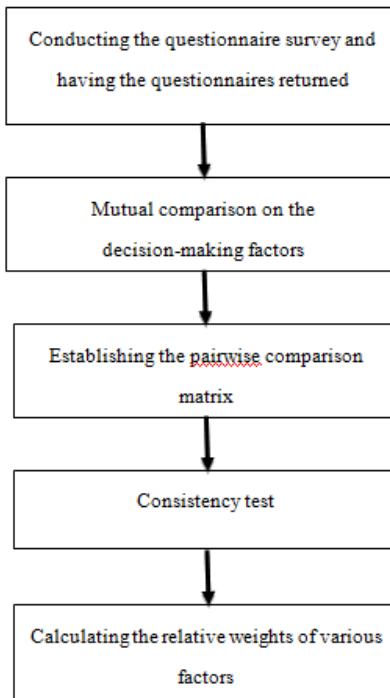 Conducting the questionnaire survey and
having the questionnaires returned
Mutual comparison on the
decision-making factors
Establishing the pairwise comparison
matrix
Consistency test
Calculating the relative weights of various
factors